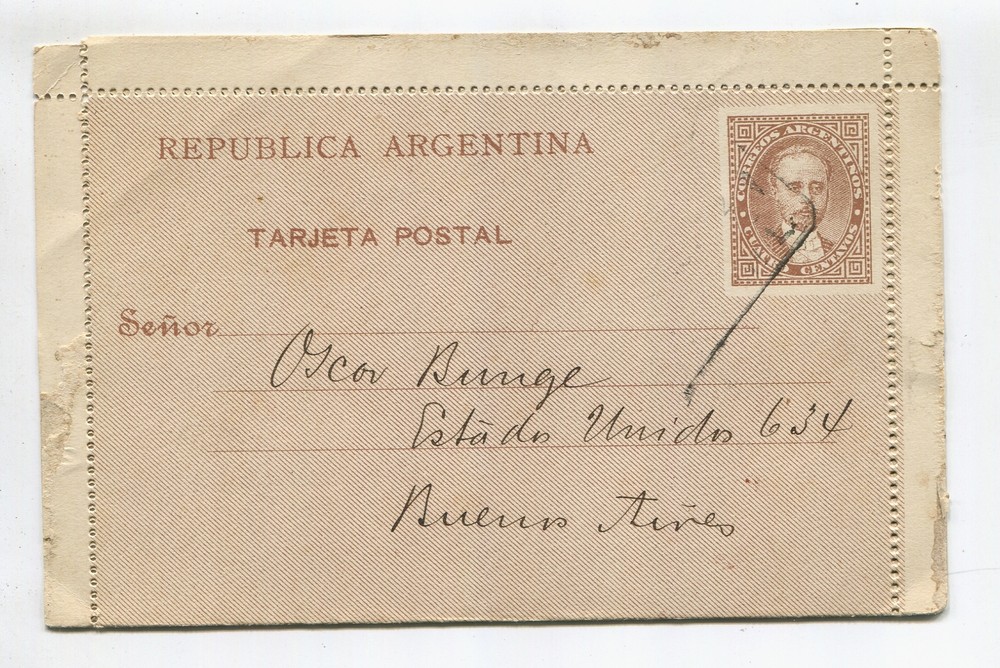 REPUBLICA ARGENTINA
CORREOS ARGENTINOS
CUATRO CENTAVOS
TARJETA POSTAL
Señor
Oscar Bunge
Estados Unidos 634
Buenos Aires